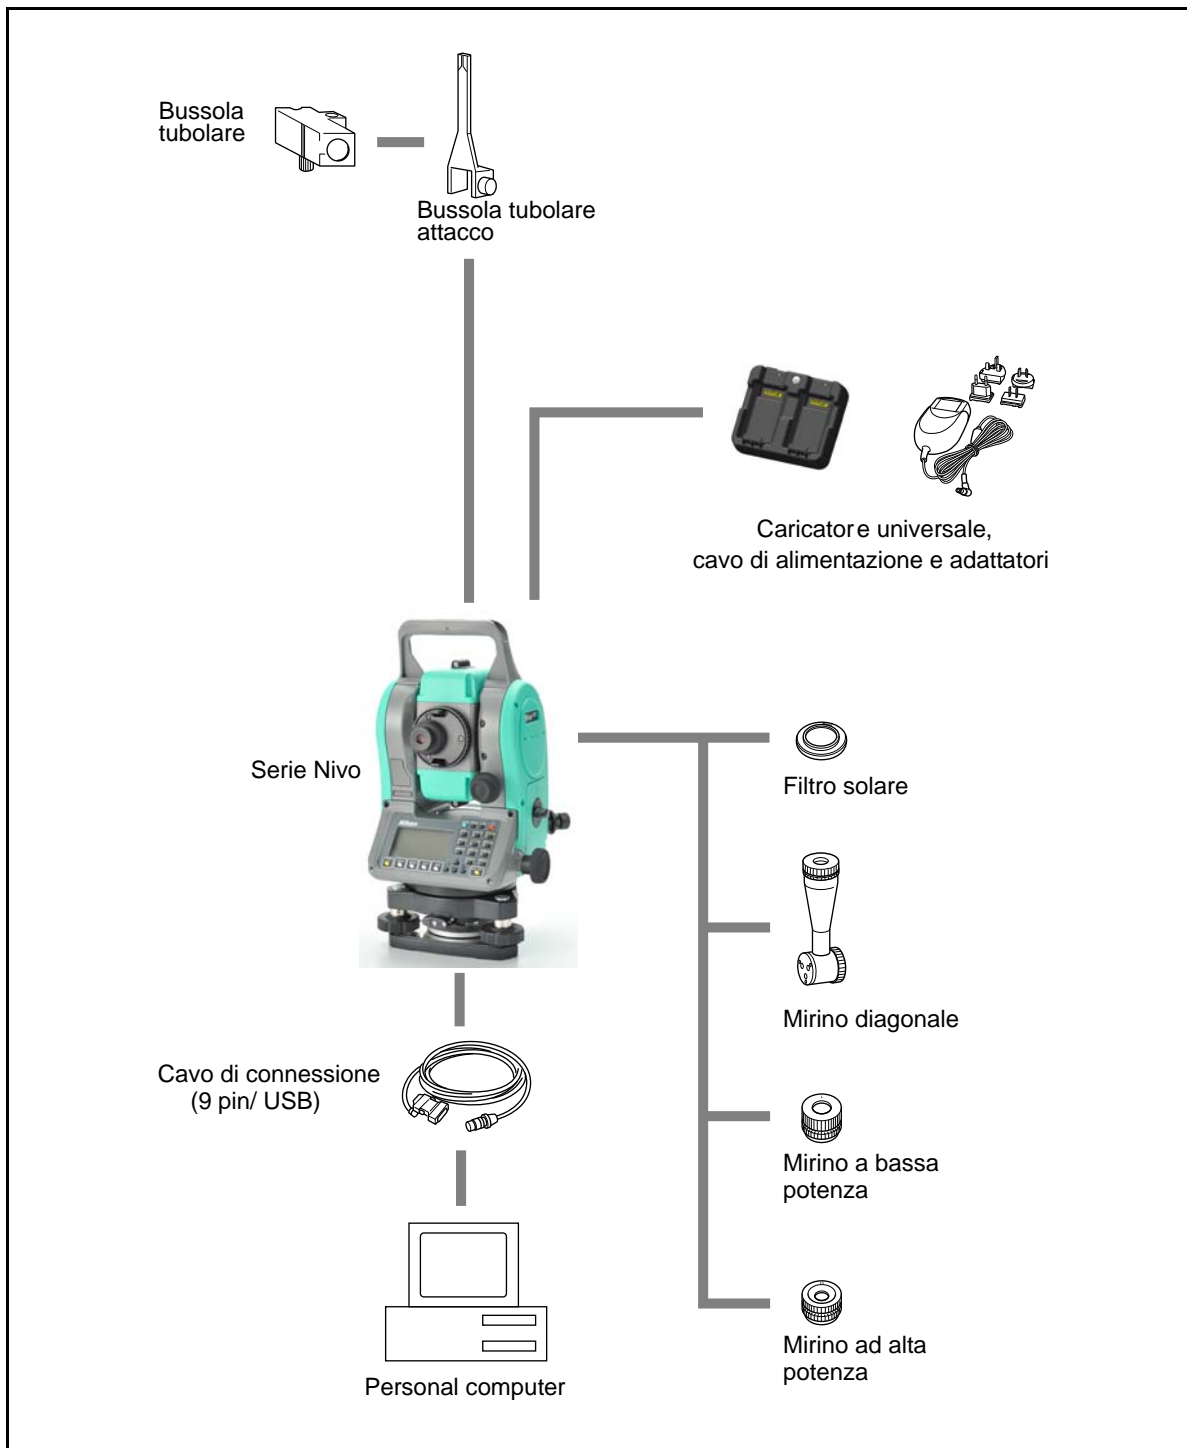 Bussola
tubolare
Bussola tubolare
attacco
Caricatore universale,
cavo di alimentazione e adattatori
Serie Nivo
Nikon
Filtro solare
Mirino diagonale
Cavo di connessione
(9 pin/ USB)
Mirino a bassa
potenza
Mirino ad alta
potenza
Personal computer